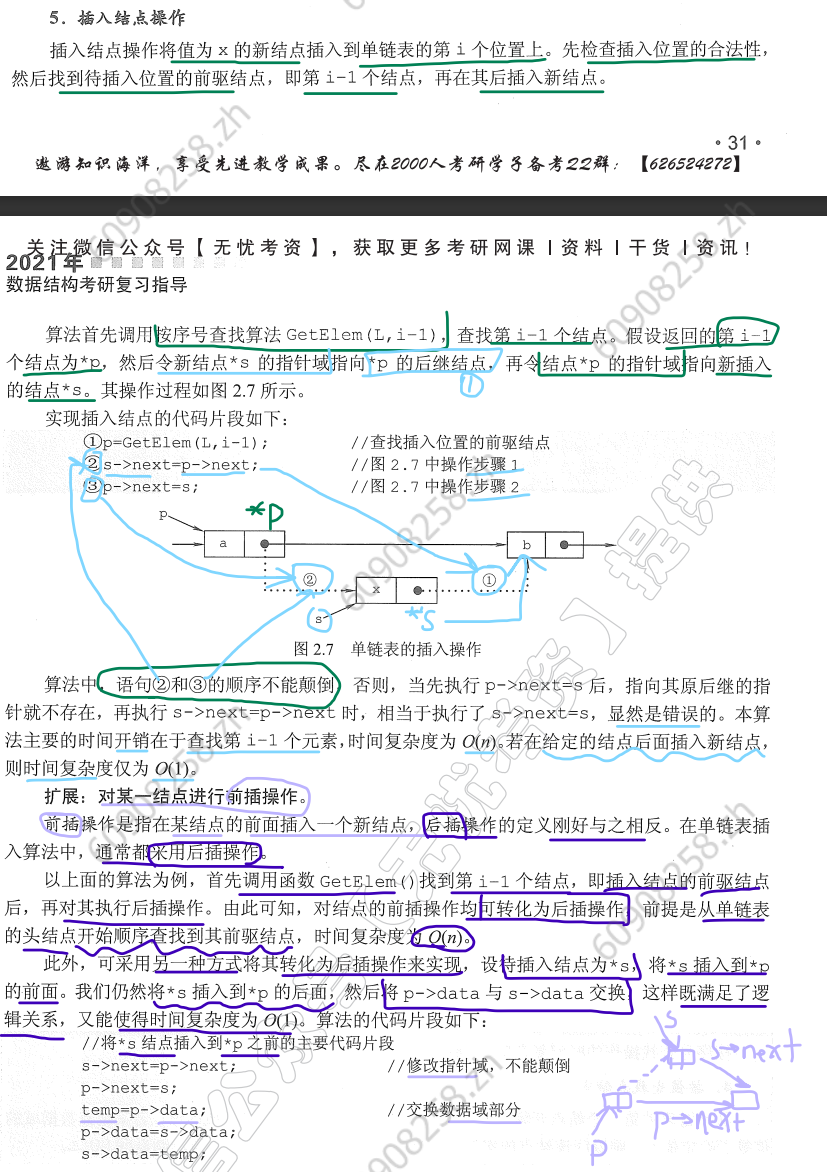 5. 插入结点操作
插入结点操作将值为 x 的新结点插入到单链表的第 i 个位置上。先检查插入位置的合法性，
然后找到待插入位置的前驱结点，即第 i-1 个结点，再在其后插入新结点。
·31·
遨游知识海洋，享受先进教学成果。尽在2000人考研学子备考QQ群：【626524272】
关注微信公众号【无忧考资】，获取更多考研网课丨资料丨干货丨资讯！
2021年
数据结构考研复习指导
算法首先调用按序号查找算法 GetElem(L,i-1)，查找第 i-1 个结点。假设返回的第 i-1
个结点为*p，然后令新结点*s 的指针域指向*p 的后继结点，再令结点*p 的指针域指向新插入
①
的结点*s。其操作过程如图 2.7 所示。
实现插入结点的代码片段如下：
①p=GetElem(L,i-1); //查找插入位置的前驱结点
②s->next=p->next; //图 2.7 中操作步骤 1
③p->next=s; //图 2.7 中操作步骤 2
p *p
a b
② ①
x
s *s
图 2.7 单链表的插入操作
算法中，语句②和③的顺序不能颠倒，否则，当先执行 p->next=s 后，指向其原后继的指
针就不存在，再执行 s->next=p->next 时，相当于执行了 s->next=s，显然是错误的。本算
法主要的时间开销在于查找第 i-1 个元素，时间复杂度为 O(n)。若在给定的结点后面插入新结点，
则时间复杂度仅为 O(1)。
扩展：对某一结点进行前插操作。
前插操作是指在某结点的前面插入一个新结点，后插操作的定义刚好与之相反。在单链表插
入算法中，通常都采用后插操作。
以上面的算法为例，首先调用函数 GetElem()找到第 i-1 个结点，即插入结点的前驱结点
后，再对其执行后插操作。由此可知，对结点的前插操作均可转化为后插操作，前提是从单链表
的头结点开始顺序查找到其前驱结点，时间复杂度为 O(n)。
此外，可采用另一种方式将其转化为后插操作来实现，设待插入结点为*s，将*s 插入到*p
的前面。我们仍然将*s 插入到*p 的后面，然后将 p->data 与 s->data 交换，这样既满足了逻
辑关系，又能使得时间复杂度为 O(1)。算法的代码片段如下：
//将*s 结点插入到*p 之前的主要代码片段
s->next=p->next; //修改指针域，不能颠倒
p->next=s;
temp=p->data; //交换数据域部分
p->data=s->data;
s->data=temp;
s
s→next
p→next
p
60908258.zh
60908258.zh
60908258.zh
60908258.zh
60908258.zh
60908258.zh
60908258.zh